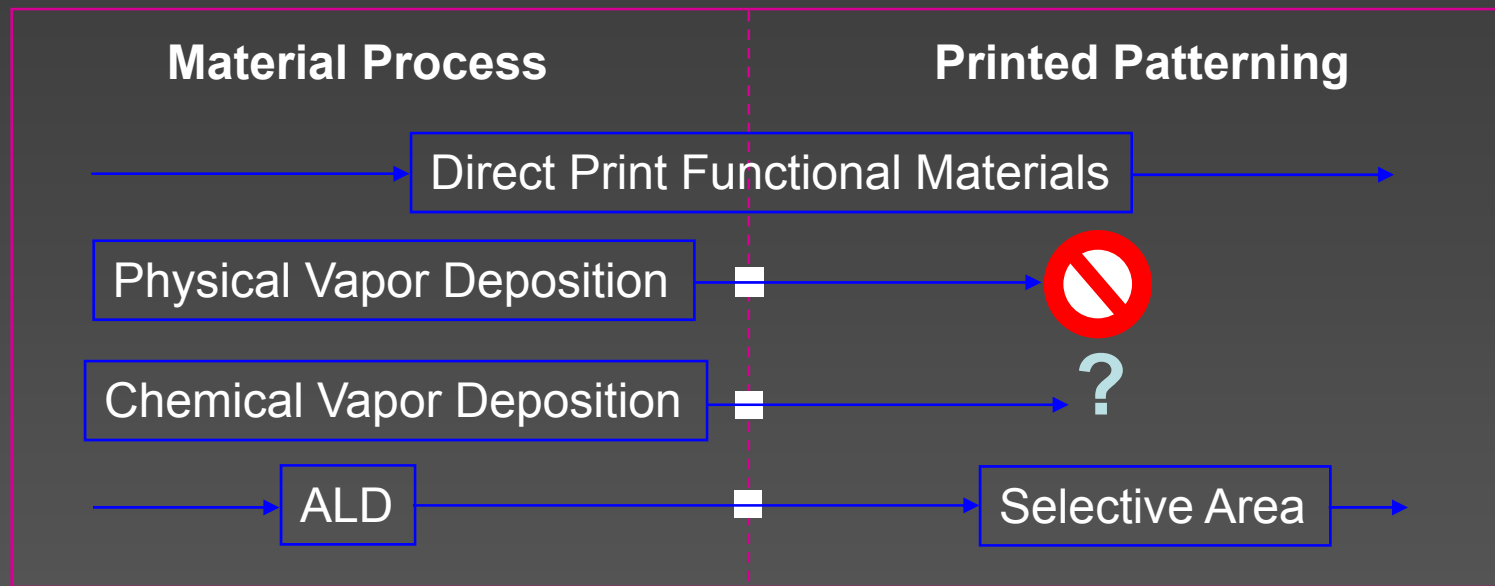 Material Process
Printed Patterning
Direct Print Functional Materials
Physical Vapor Deposition
Chemical Vapor Deposition
?
ALD
Selective Area